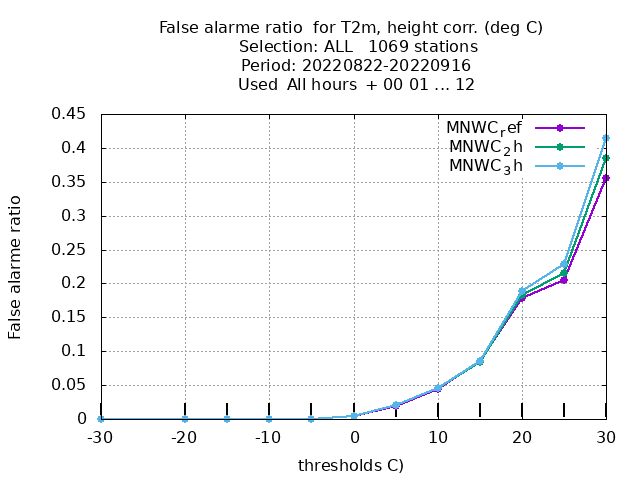 False alarme ratio  for T2m, height corr. (deg C)
Selection: ALL   1069 stations
Period: 20220822-20220916
Used  All hours  + 00 01 ... 12
MNWC_ref
MNWC_2h
MNWC_3h
0.45
0.4
0.35
0.3
0.25
0.2
0.15
0.1
0.05
0
False alarme ratio
-30 -20 -10 0 10 20 30
thresholds C)